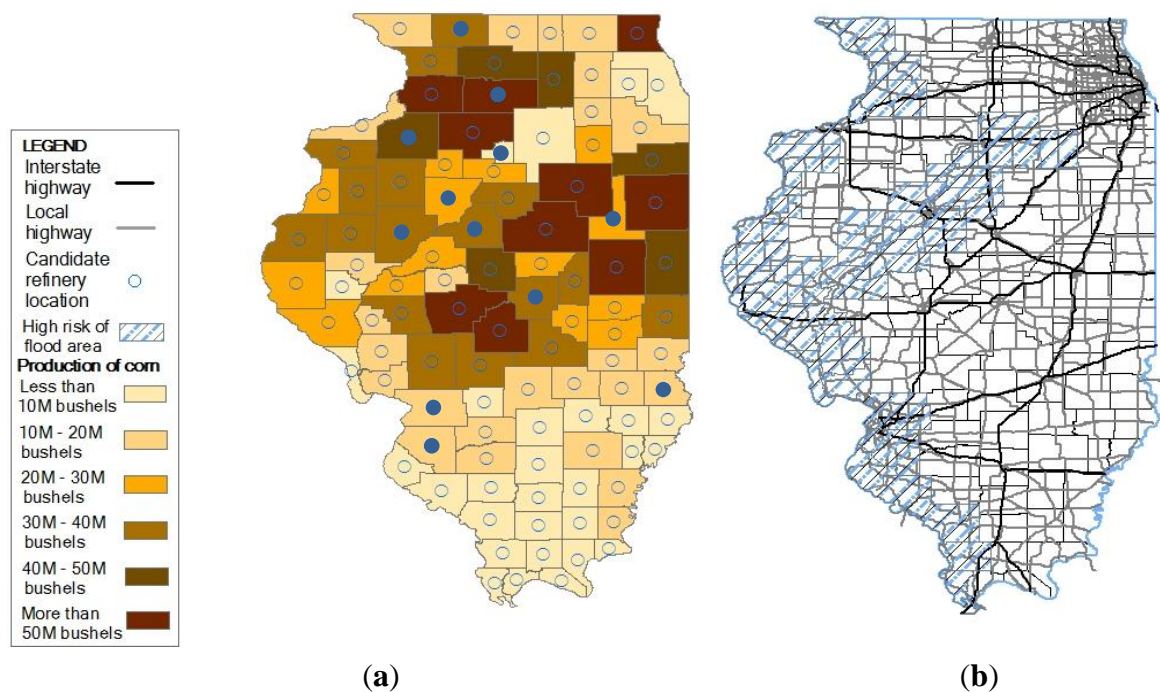 LEGEND
Interstate
highway
Local
highway
Candidate
refinery
location
High risk of
flood area
Production of corn
Less than
10M bushels
10M - 20M
bushels
20M - 30M
bushels
30M - 40M
bushels
40M - 50M
bushels
More than
50M bushels
(a)
(b)